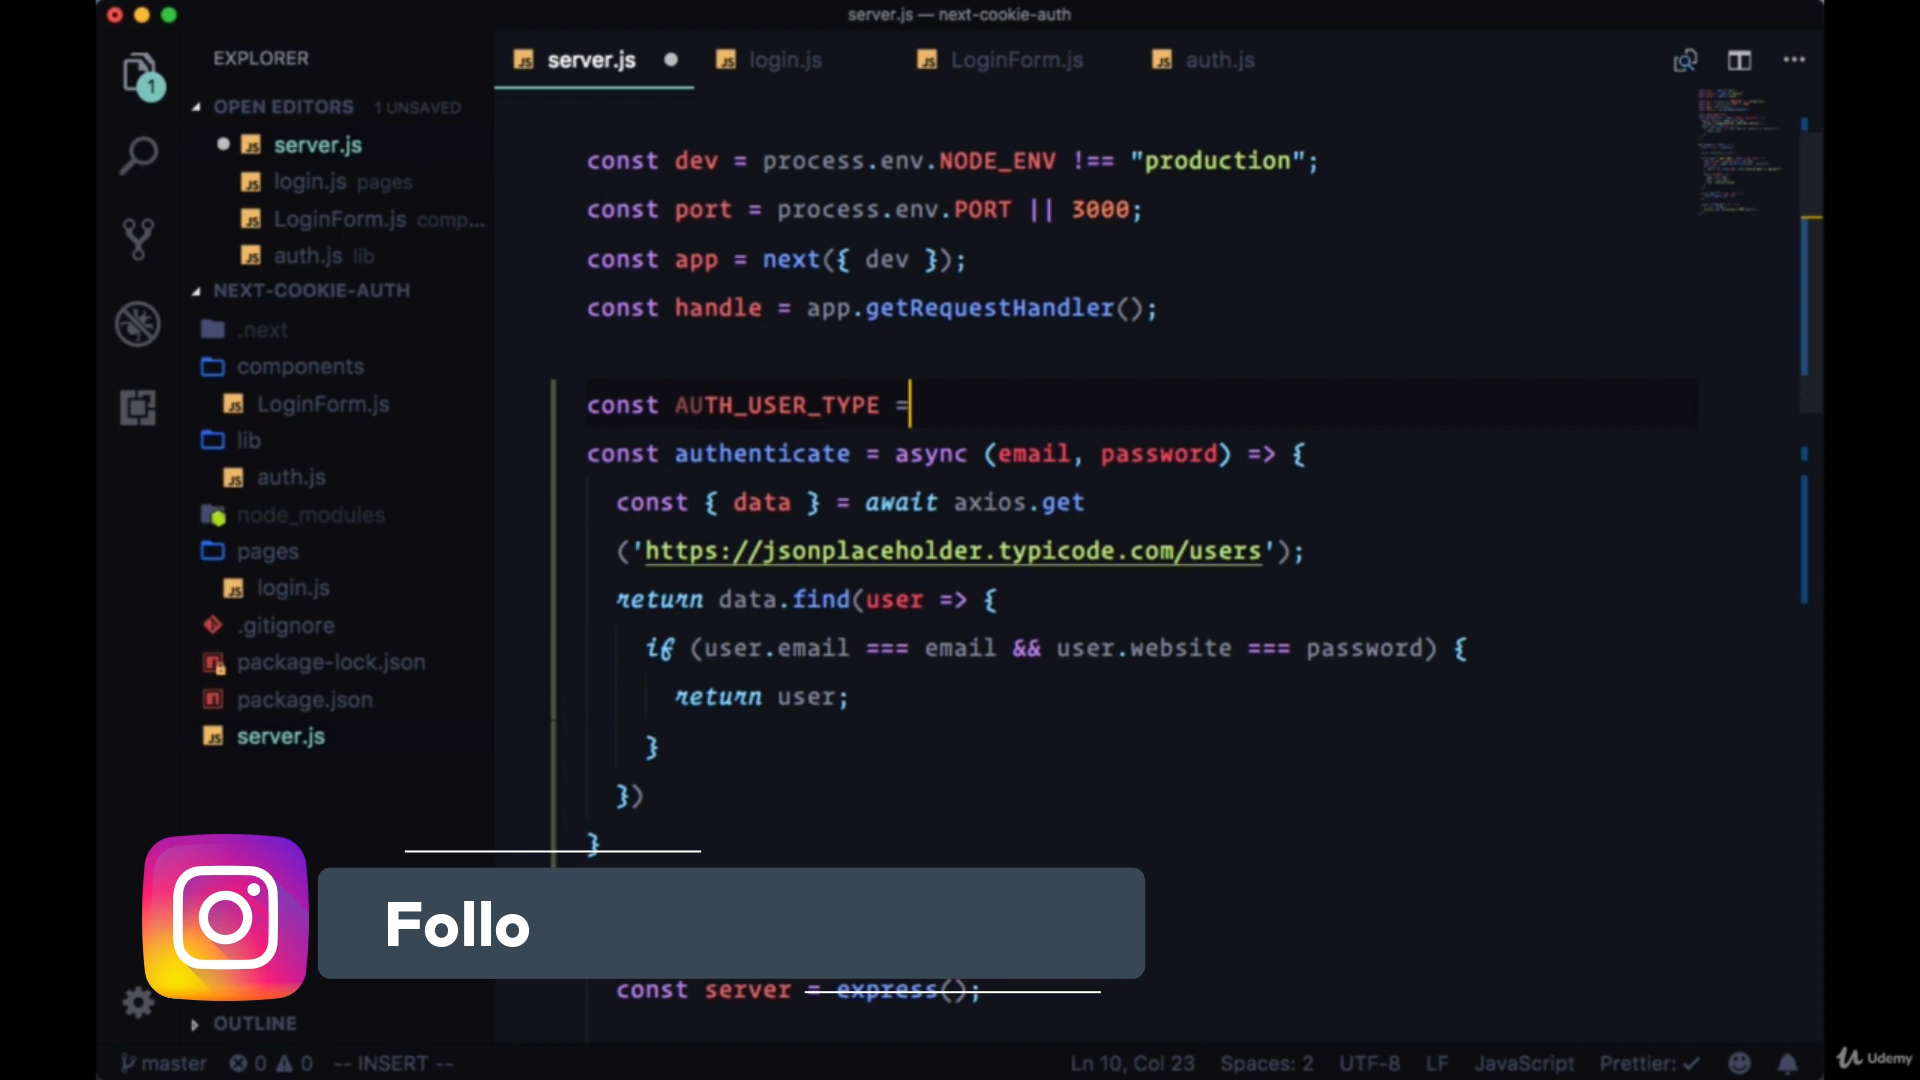 server.js — next-cookie-auth
EXPLORER
1
OPEN EDITORS 1 UNSAVED
server.js
login.js pages
LoginForm.js comp...
auth.js lib
NEXT-COOKIE-AUTH
.next
components
LoginForm.js
lib
auth.js
node_modules
pages
login.js
.gitignore
package-lock.json
package.json
server.js
OUTLINE
server.js login.js LoginForm.js auth.js
const dev = process.env.NODE_ENV !== "production";
const port = process.env.PORT || 3000;
const app = next({ dev });
const handle = app.getRequestHandler();
const AUTH_USER_TYPE =
const authenticate = async (email, password) => {
const { data } = await axios.get
('https://jsonplaceholder.typicode.com/users');
return data.find(user => {
if (user.email === email && user.website === password) {
return user;
}
})
}
Follo
const server = express();
master 0 0 -- INSERT --
Ln 10, Col 23 Spaces: 2 UTF-8 LF JavaScript Prettier: ✓
Udemy